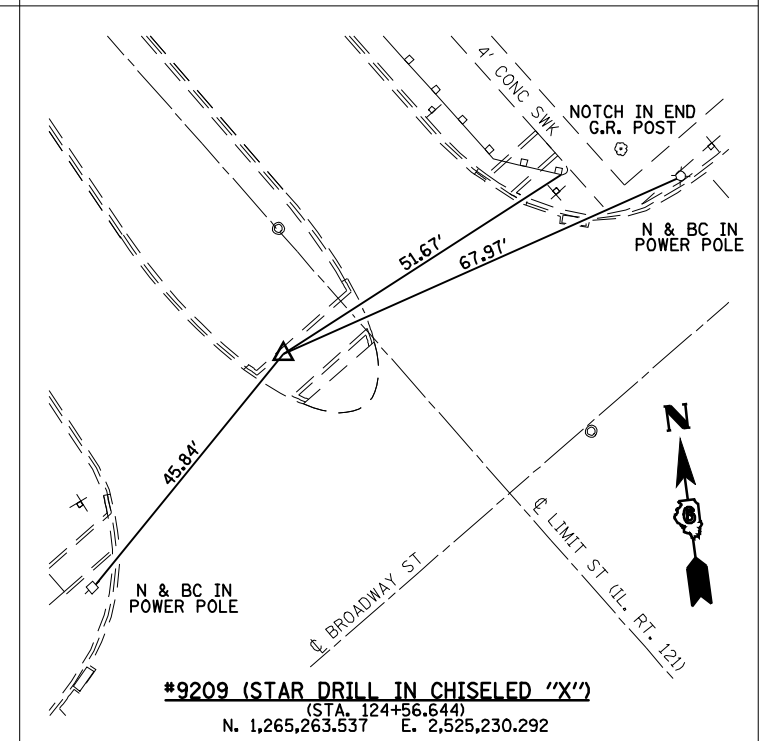 4' CONC SWK
NOTCH IN END
G.R. POST
51.67'
67.97'
N & BC IN
POWER POLE
45.84'
N
6
℄ LIMIT ST (IL. RT. 121)
℄ BROADWAY ST
N & BC IN
POWER POLE
#9209 (STAR DRILL IN CHISELED "X")
(STA. 124+56.644)
N. 1,265,263.537 E. 2,525,230.292